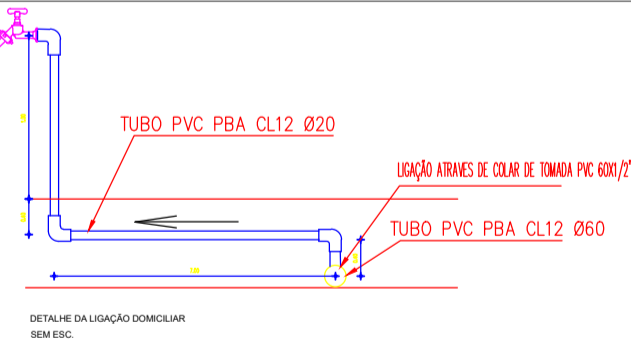 TUBO PVC PBA CL12 Ø20
LIGAÇÃO ATRAVES DE COLAR DE TOMADA PVC 60X1/2"
TUBO PVC PBA CL12 Ø60
DETALHE DA LIGAÇÃO DOMICILIAR
SEM ESC.